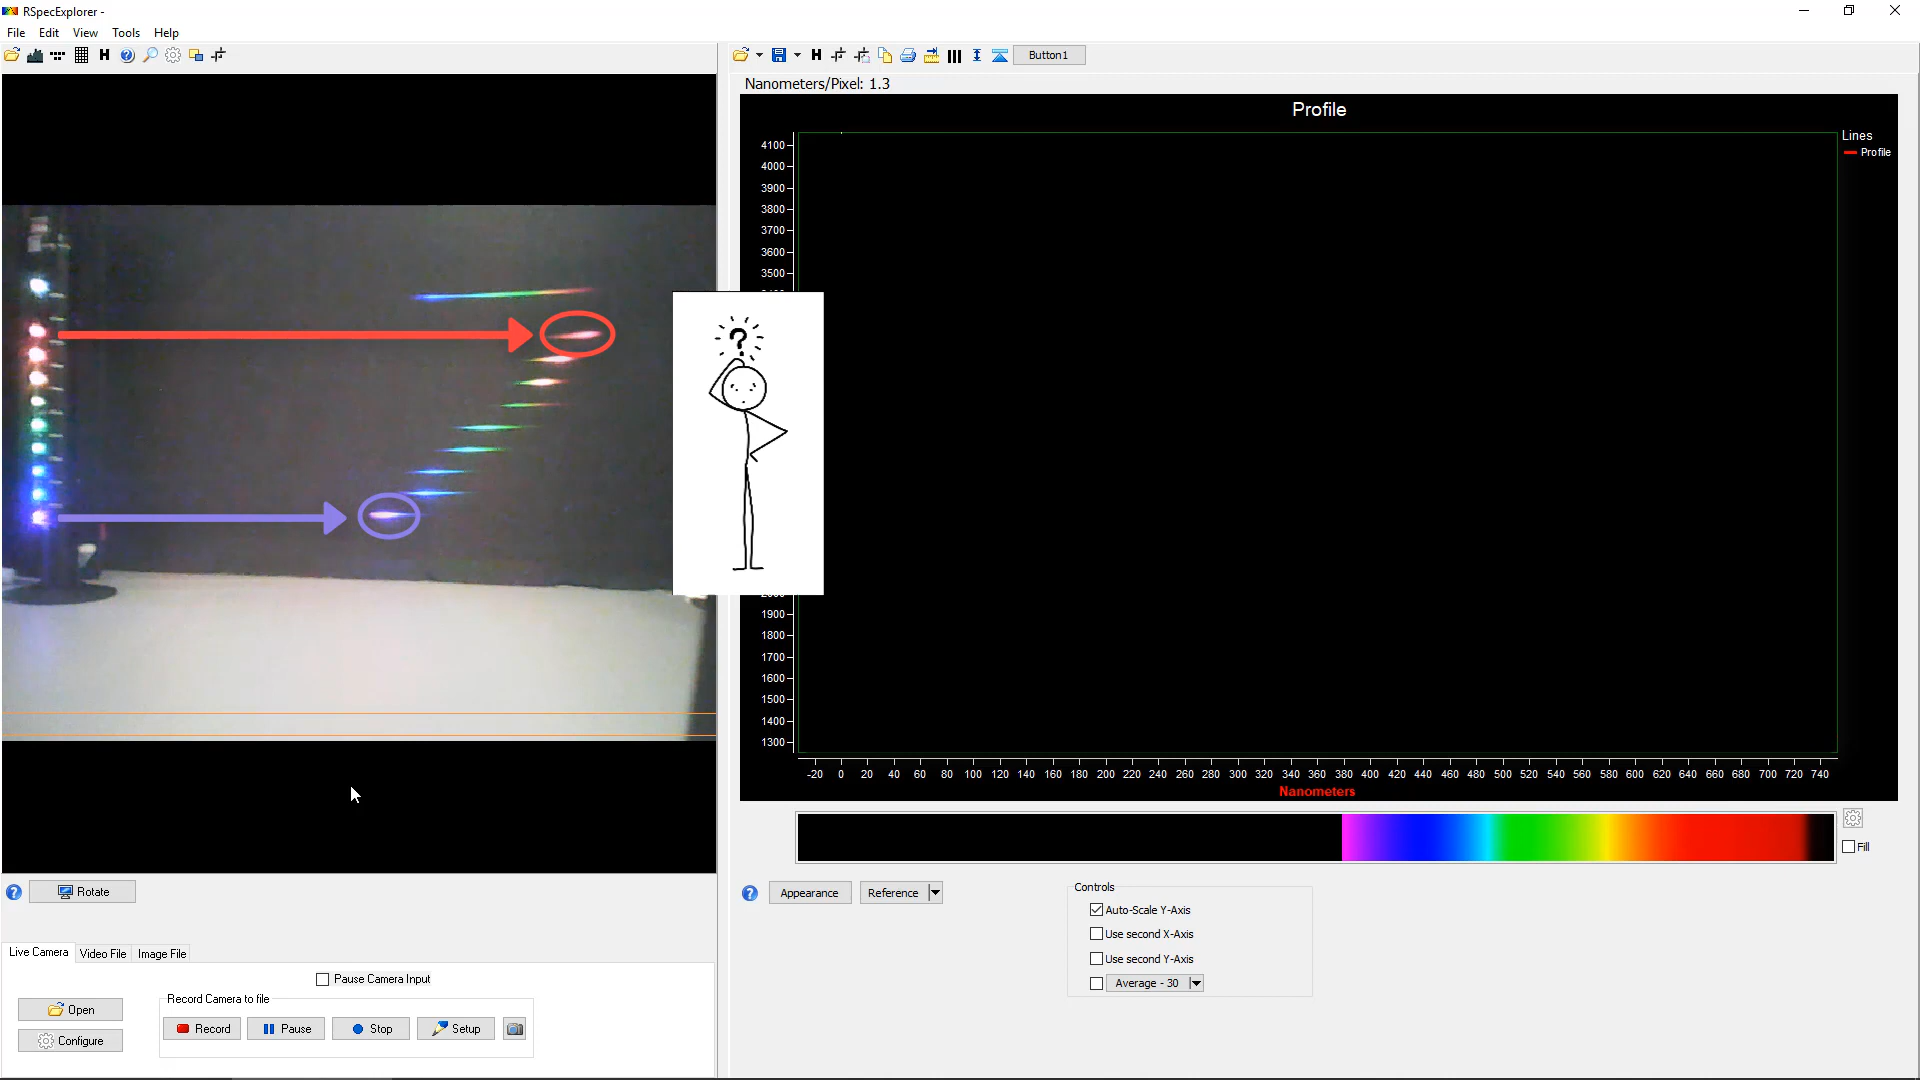 RSpecExplorer -
File Edit View Tools Help
H ? H Button1
Nanometers/Pixel: 1.3
Profile
Lines
Profile
4100
4000
3900
3800
3700
3600
3500
?
1900
1800
1700
1600
1500
1400
1300
-20 0 20 40 60 80 100 120 140 160 180 200 220 240 260 280 300 320 340 360 380 400 420 440 460 480 500 520 540 560 580 600 620 640 660 680 700 720 740
Nanometers
Fill
? Rotate
? Appearance Reference
Controls
Auto-Scale Y-Axis
Use second X-Axis
Use second Y-Axis
Average - 30
Live Camera Video File Image File
Pause Camera Input
Record Camera to file
Open
Record Pause Stop Setup
Configure